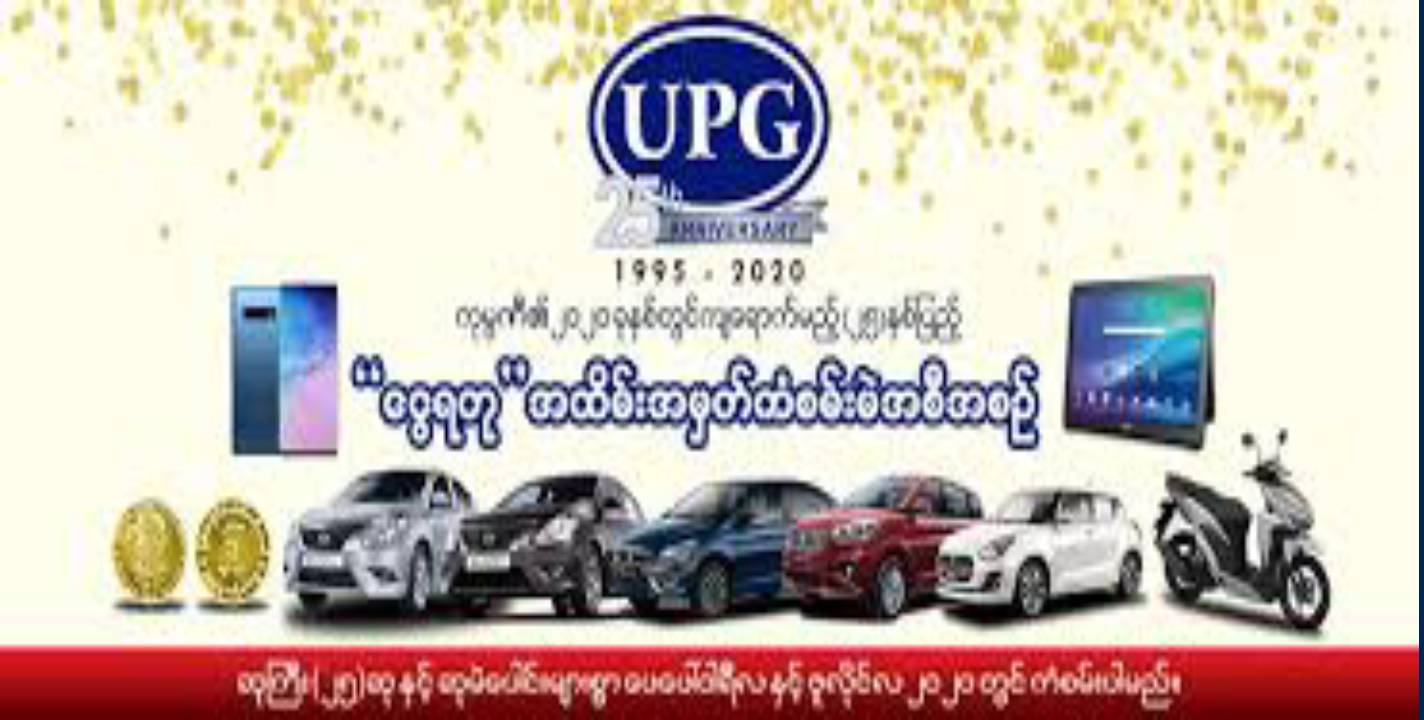 UPG
25th
ANNIVERSARY
1995 - 2020
ကုမ္ပဏီ၏ ၂၀၂၀ ခုနှစ်တွင်ကျရောက်မည့် (၂၅)နှစ်ပြည့်
“ငွေရတု” အထိမ်းအမှတ်ကံစမ်းမဲအစီအစဉ်
ဆုကြီး (၂၅)ဆု နှင့် ဆုမဲပေါင်းများစွာ ဖေဖော်ဝါရီလ နှင့် ဇူလိုင်လ ၂၀၂၀ တွင် ကံစမ်းပါမည်။